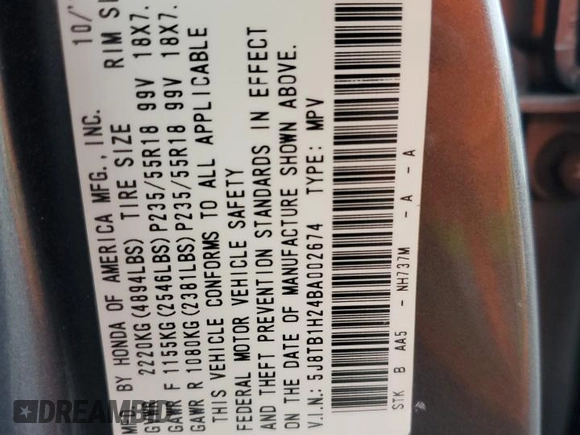 BY HONDA OF AMERICA MFG., INC. 10/
2220KG(4894LBS) TIRE SIZE RIM SI
GAWR F 1155KG(2546LBS)P235/55R18 99V 18X7.
GAWR R 1080KG(2381LBS)P235/55R18 99V 18X7.
THIS VEHICLE CONFORMS TO ALL APPLICABLE
FEDERAL MOTOR VEHICLE SAFETY
AND THEFT PREVENTION STANDARDS IN EFFECT
ON THE DATE OF MANUFACTURE SHOWN ABOVE.
V.I.N.: 5J8TB1H24BA002674 TYPE: MPV
STK B AA5 - NH737M - A - A
DREAMBID